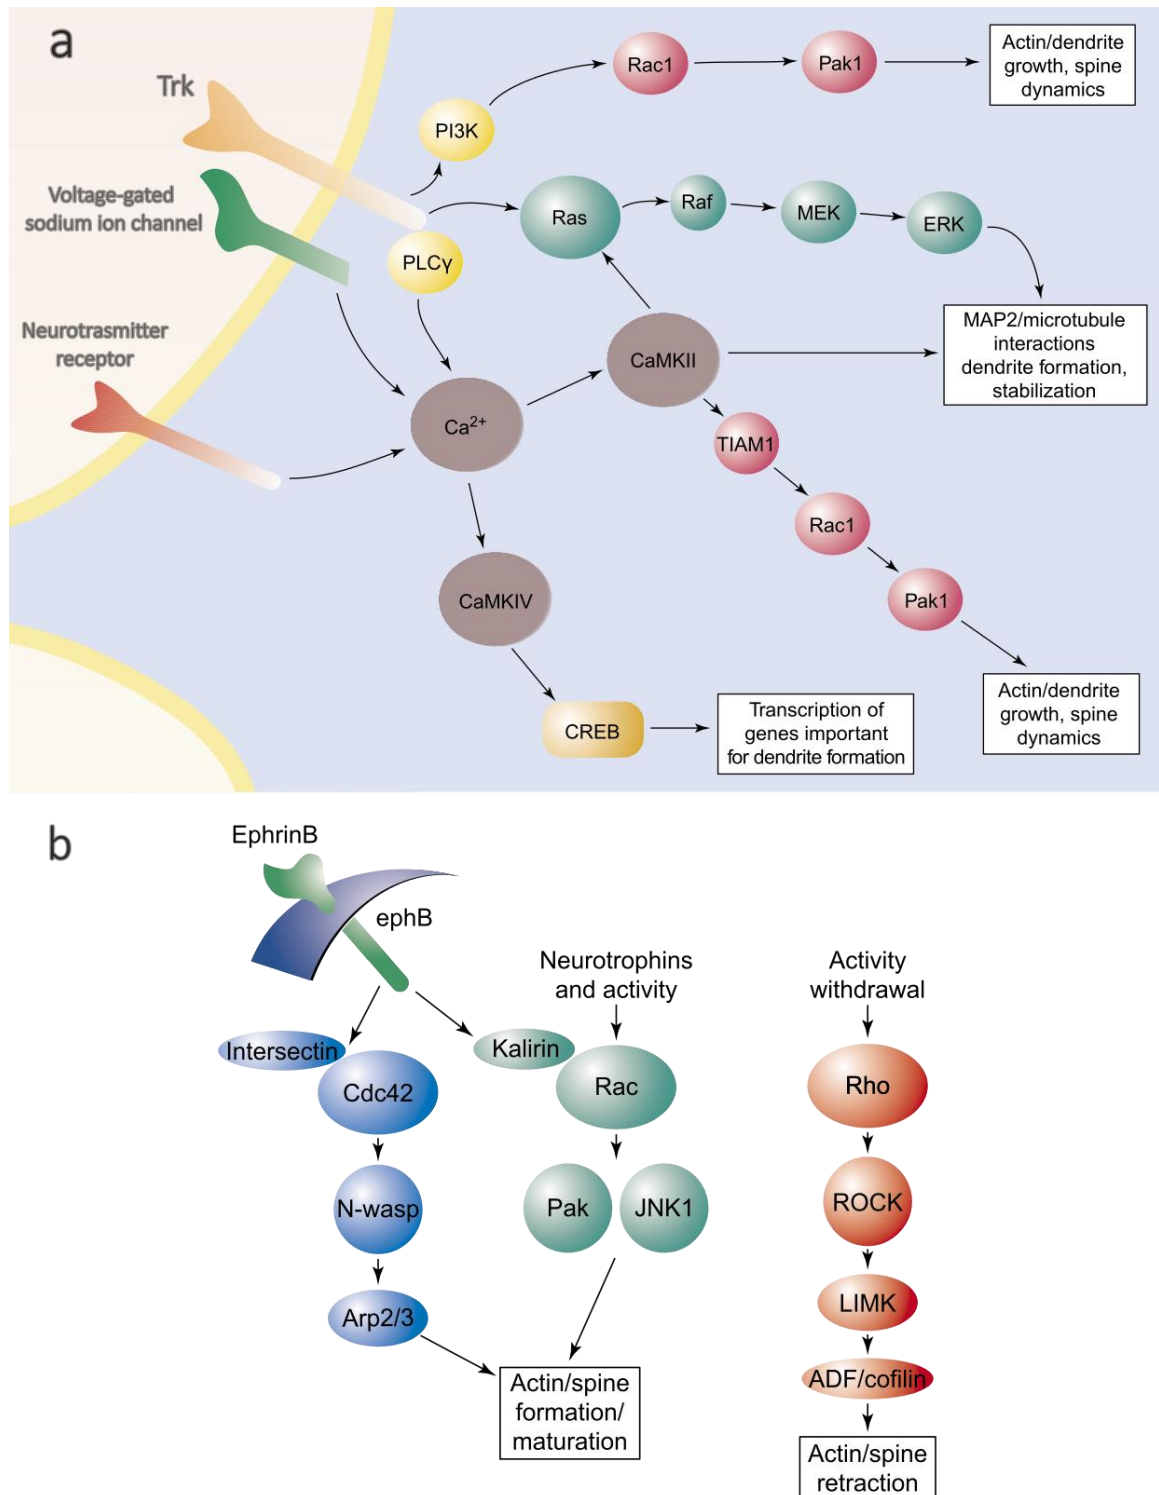 a
Trk
Voltage-gated
sodium ion channel
Neurotrasmitter
receptor
PI3K
Rac1
Pak1
Actin/dendrite
growth, spine
dynamics
PLCγ
Ras
Raf
MEK
ERK
MAP2/microtubule
interactions
dendrite formation,
stabilization
CaMKII
Ca2+
TIAM1
Rac1
Pak1
Actin/dendrite
growth, spine
dynamics
CaMKIV
CREB
Transcription of
genes important
for dendrite formation
b
EphrinB
ephB
Intersectin
Cdc42
N-wasp
Arp2/3
Neurotrophins
and activity
Kalirin
Rac
Pak
JNK1
Actin/spine
formation/
maturation
Activity
withdrawal
Rho
ROCK
LIMK
ADF/cofilin
Actin/spine
retraction